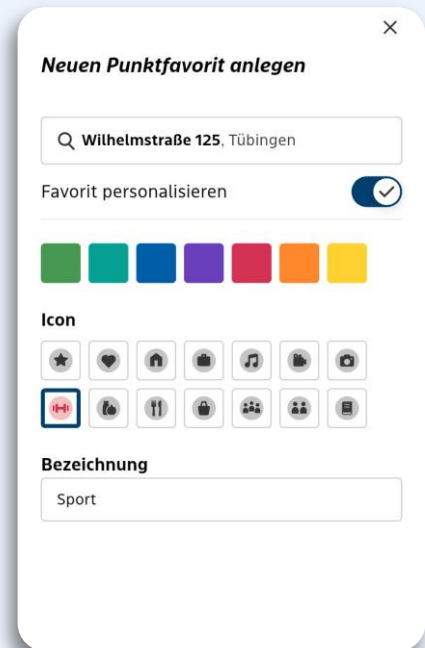 Neuen Punktfavorit anlegen
Wilhelmstraße 125, Tübingen
Favorit personalisieren
Icon
Bezeichnung
Sport